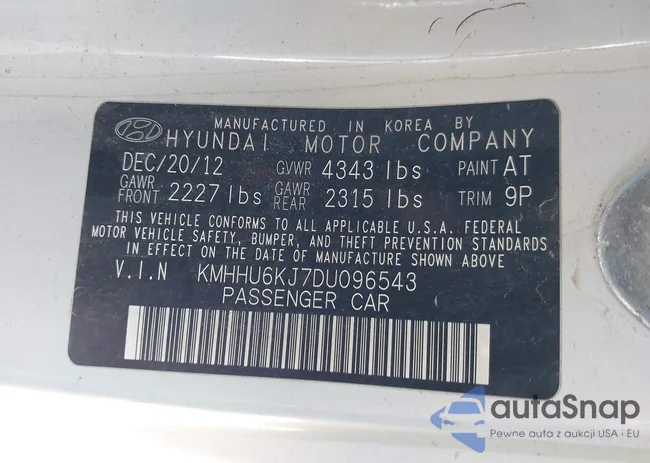 MANUFACTURED IN KOREA BY
HYUNDAI MOTOR COMPANY
DEC/20/12 GVWR 4343 lbs PAINT AT
GAWR FRONT 2227 lbs GAWR REAR 2315 lbs TRIM 9P
THIS VEHICLE CONFORMS TO ALL APPLICABLE U.S.A. FEDERAL
MOTOR VEHICLE SAFETY, BUMPER, AND THEFT PREVENTION STANDARDS
IN EFFECT ON THE DATE OF MANUFACTURE SHOWN ABOVE.
V.I.N KMHHU6KJ7DU096543
PASSENGER CAR
autaSnap
Pewne auta z aukcji USA i EU